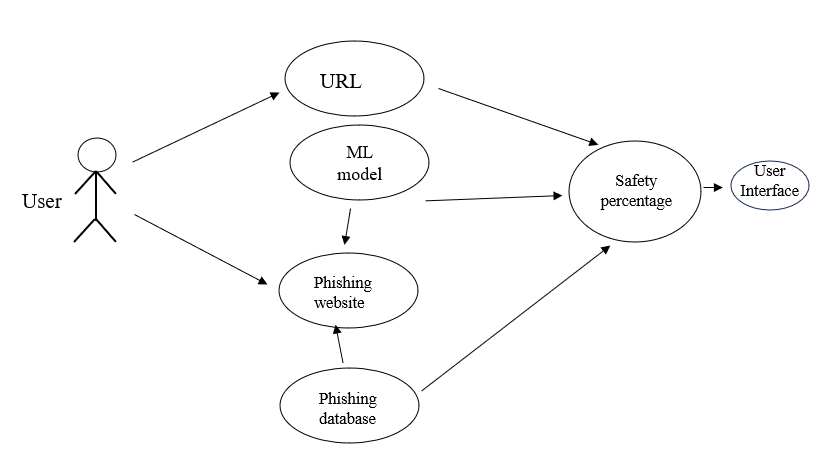 URL
ML
model
User
Phishing
website
Phishing
database
Safety
percentage
User
Interface